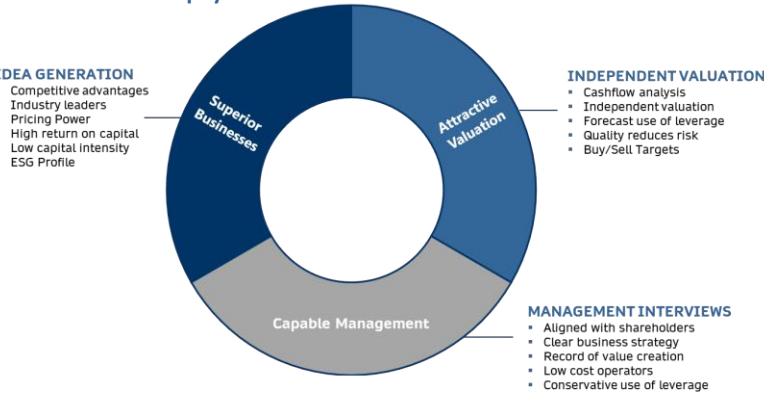 IDEA GENERATION
Competitive advantages
Industry leaders
Pricing Power
High return on capital
Low capital intensity
ESG Profile
Superior
Businesses
Attractive
Valuation
INDEPENDENT VALUATION
▪ Cashflow analysis
▪ Independent valuation
▪ Forecast use of leverage
▪ Quality reduces risk
▪ Buy/Sell Targets
Capable Management
MANAGEMENT INTERVIEWS
▪ Aligned with shareholders
▪ Clear business strategy
▪ Record of value creation
▪ Low cost operators
▪ Conservative use of leverage